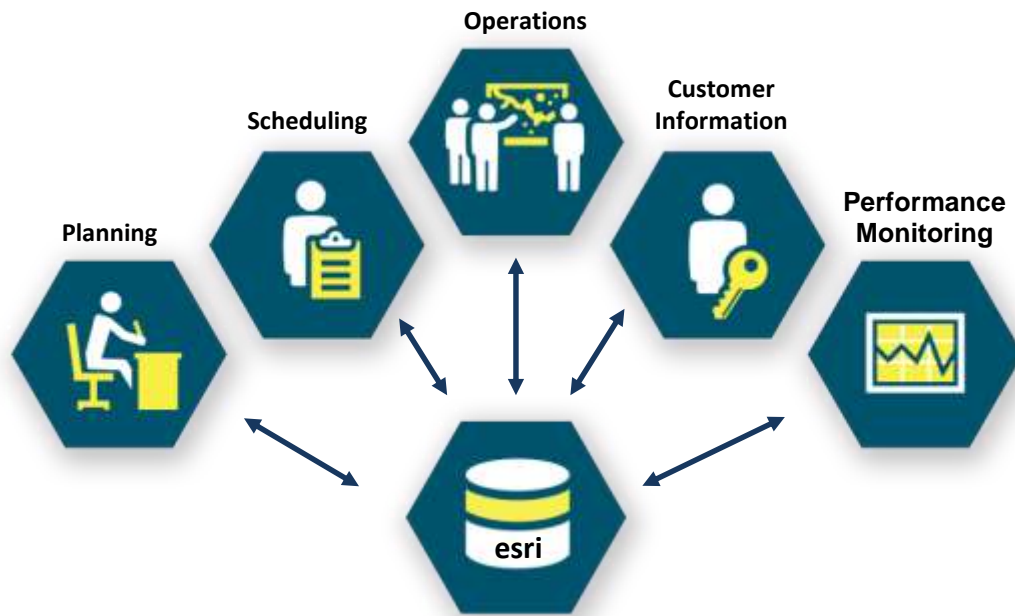 Operations
Scheduling
Customer
Information
Planning
Performance
Monitoring
esri